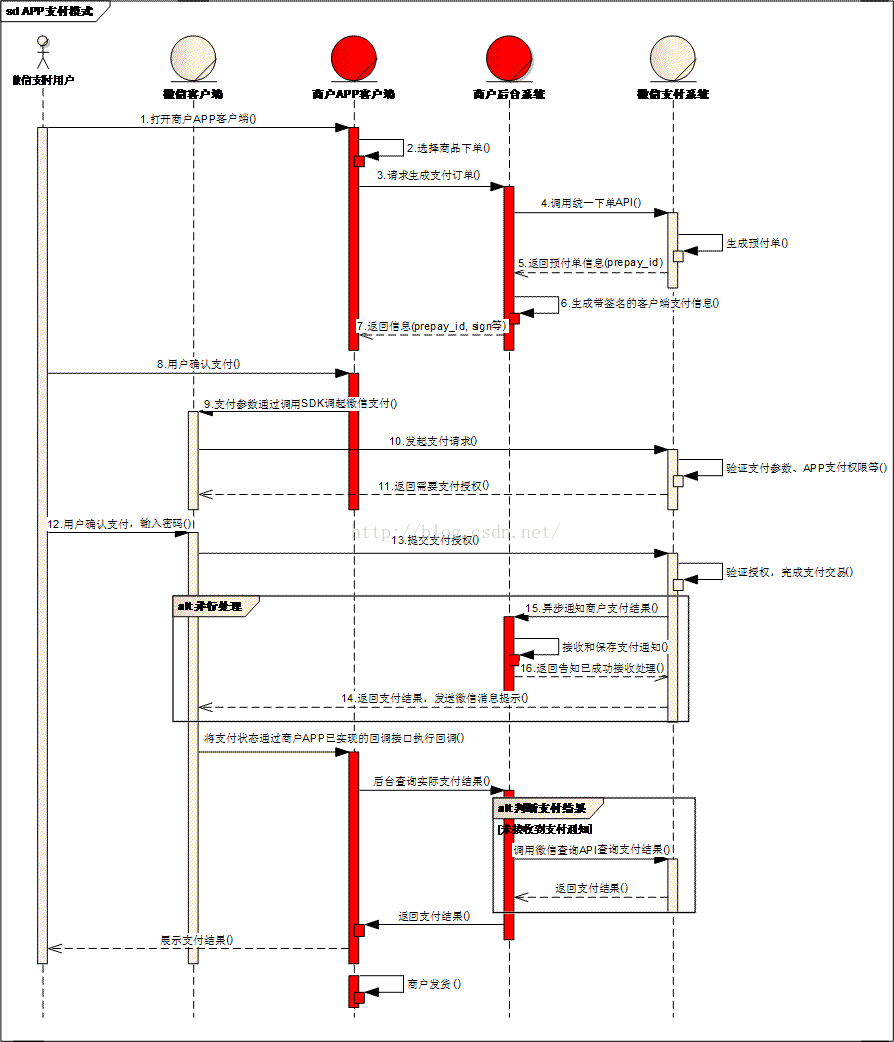 sd APP支付模式
微信支付用户
微信客户端
商户APP客户端
商户后台系统
微信支付系统
1.打开商户APP客户端()
2.选择商品下单()
3.请求生成支付订单()
4.调用统一下单API()
生成预付单()
5.返回预付单信息(prepay_id)
6.生成带签名的客户端支付信息()
7.返回信息(prepay_id, sign等)
8.用户确认支付()
9.支付参数通过调用SDK调起微信支付()
10.发起支付请求()
验证支付参数、APP支付权限等()
11.返回需要支付授权()
12.用户确认支付，输入密码()
http://blog.csdn.net/
13.提交支付授权()
验证授权，完成支付交易()
alt 并行处理
15.异步通知商户支付结果()
接收和保存支付通知()
16.返回告知已成功接收处理()
14.返回支付结果，发送微信消息提示()
将支付状态通过商户APP已实现的回调接口执行回调()
后台查询实际支付结果()
alt 判断支付结果
[未接收到支付通知]
调用微信查询API查询支付结果()
返回支付结果()
返回支付结果()
展示支付结果()
商户发货()